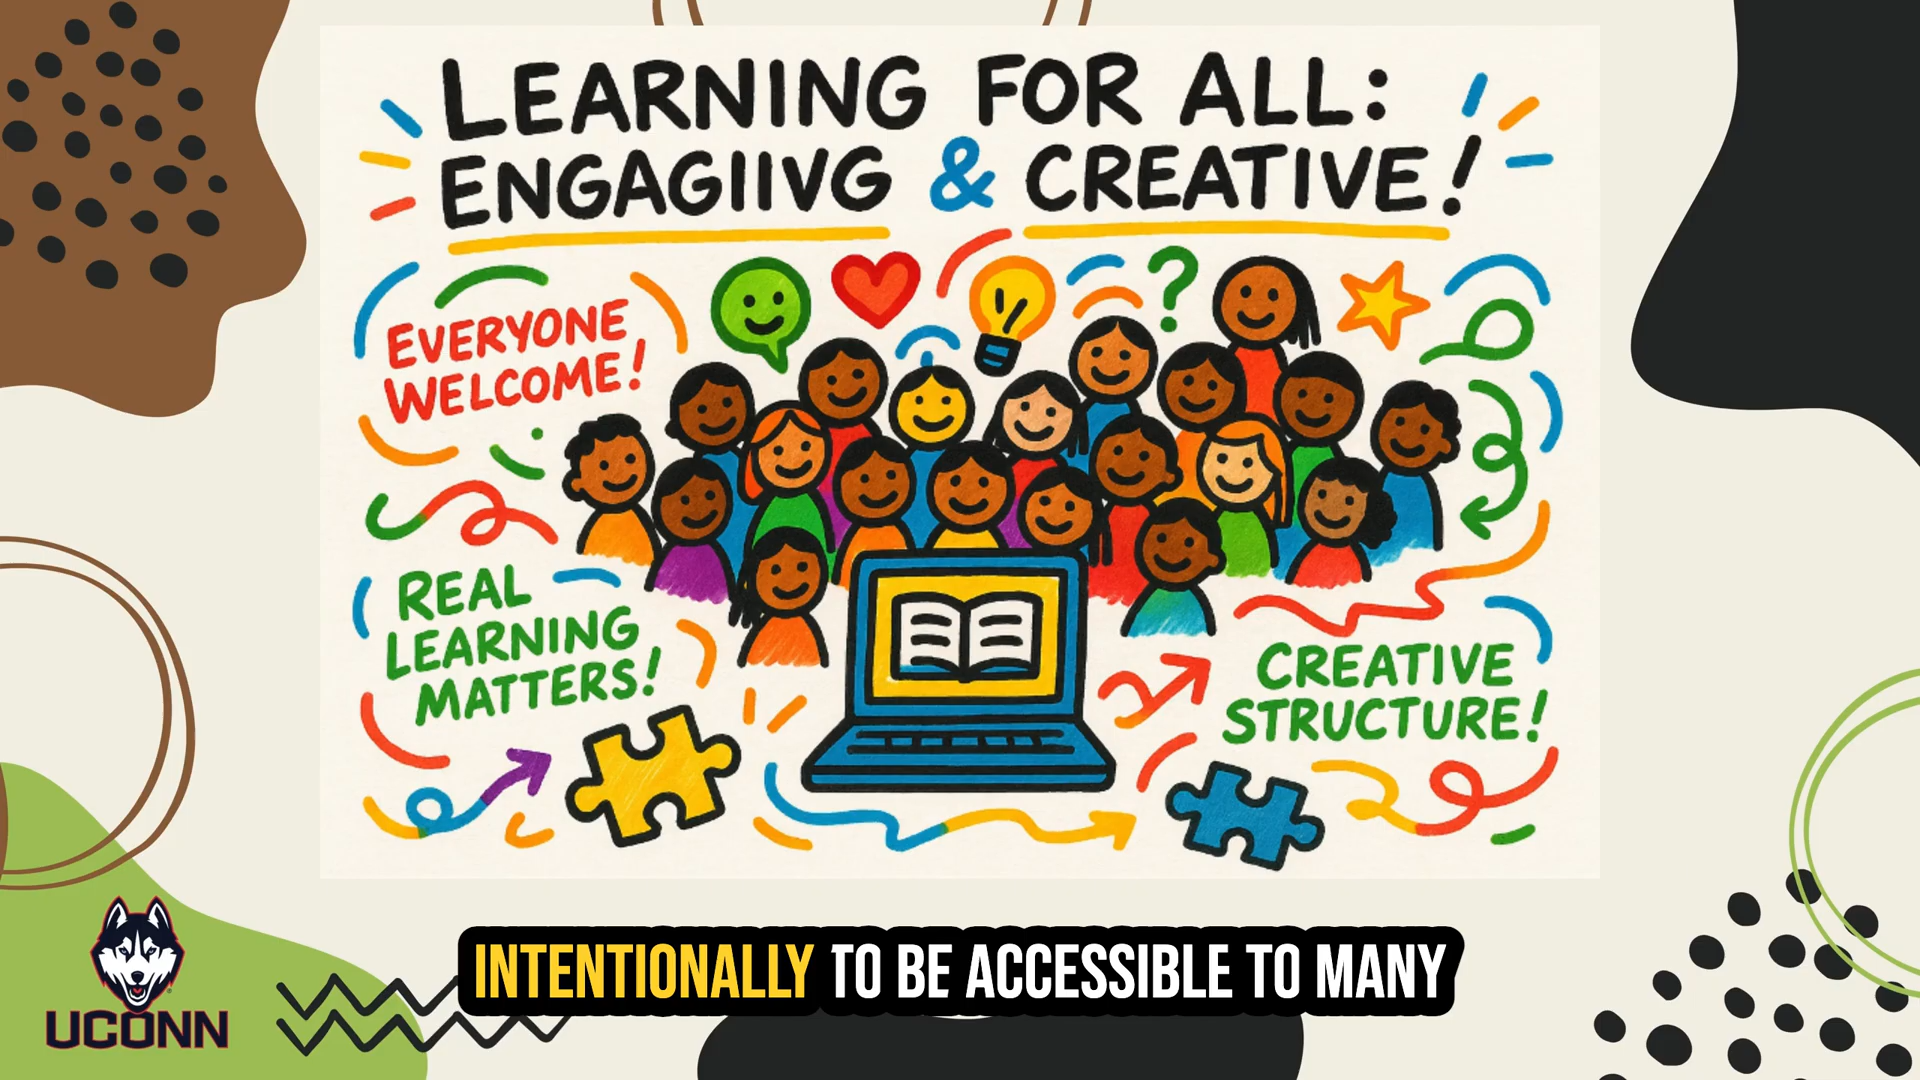 LEARNING FOR ALL:
ENGAGIIVG & CREATIVE!
EVERYONE
WELCOME!
REAL
LEARNING
MATTERS!
CREATIVE
STRUCTURE!
INTENTIONALLY TO BE ACCESSIBLE TO MANY
UCONN